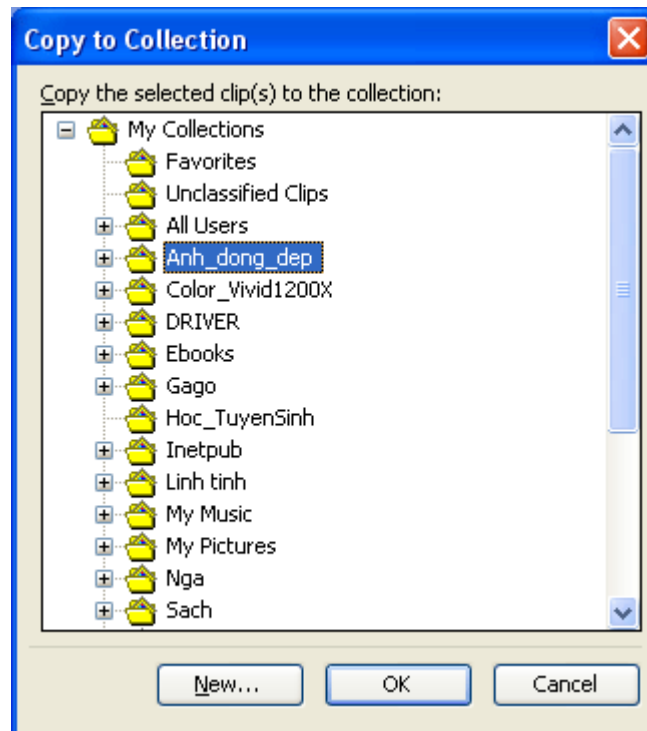 Copy to Collection
Copy the selected clip(s) to the collection:
My Collections
Favorites
Unclassified Clips
All Users
Anh_dong_dep
Color_Vivid1200X
DRIVER
Ebooks
Gago
Hoc_TuyenSinh
Inetpub
Linh tinh
My Music
My Pictures
Nga
Sach
New... OK Cancel